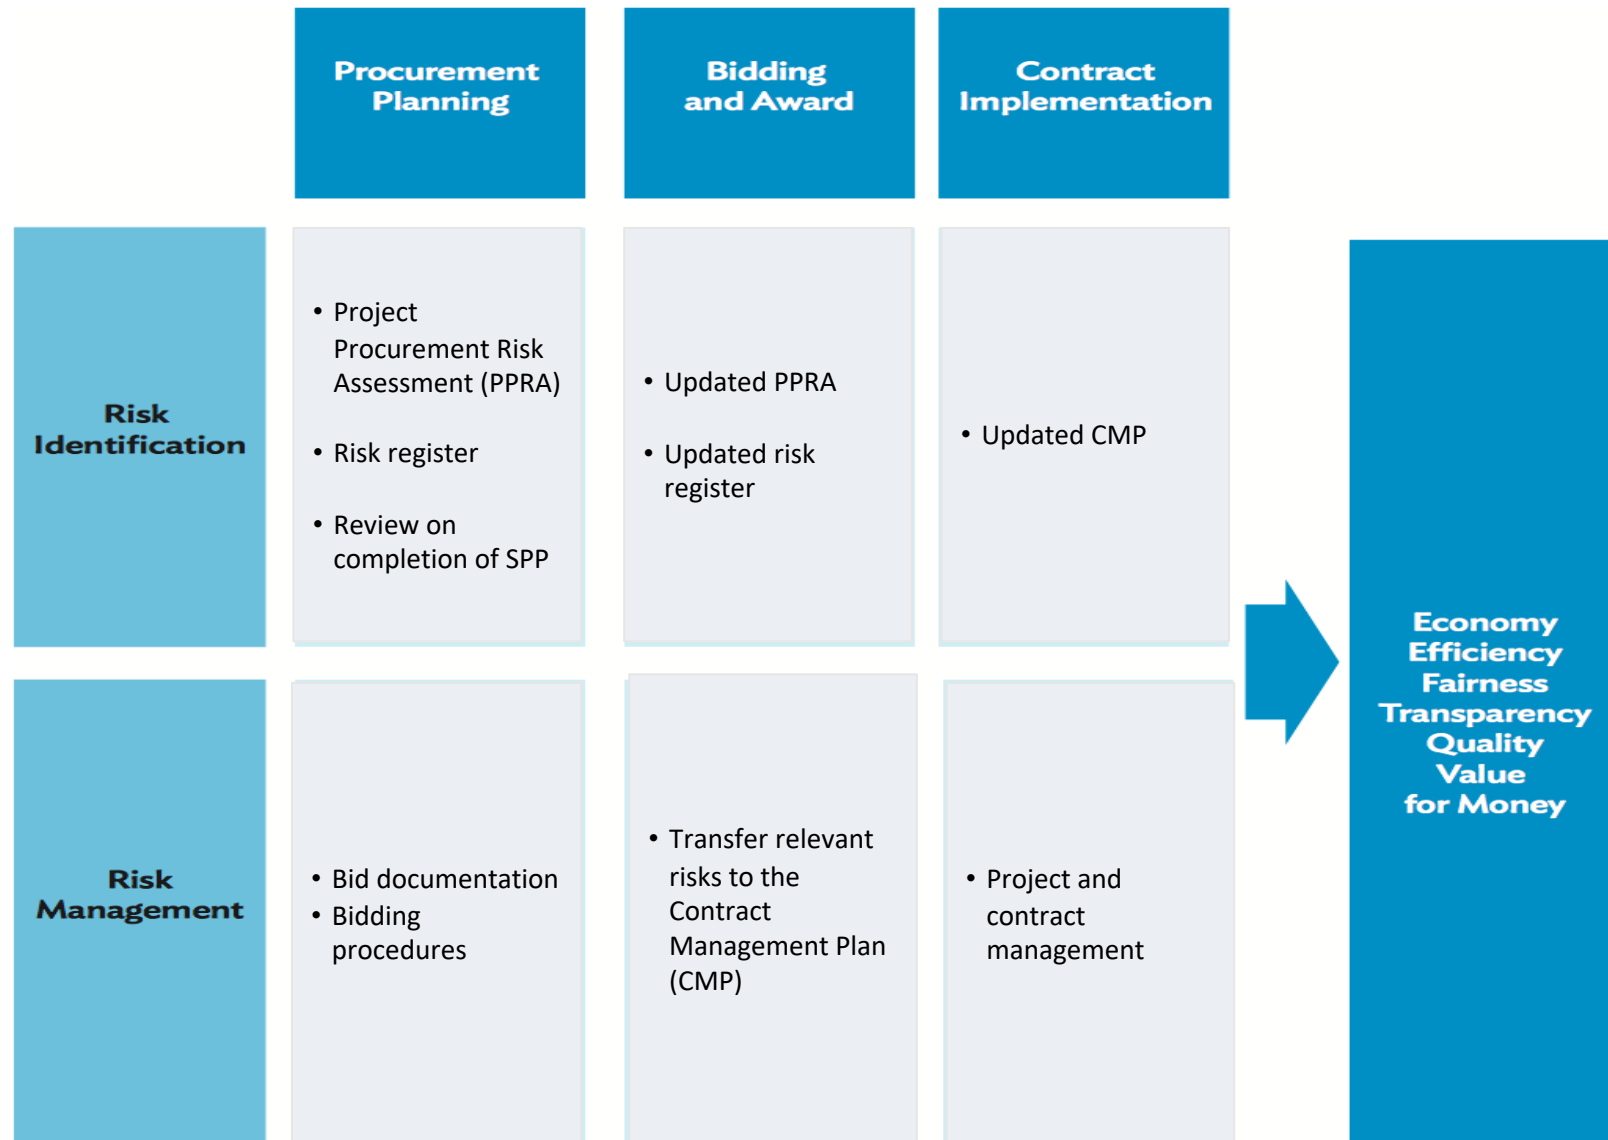 Procurement
Planning
Bidding
and Award
Contract
Implementation
Risk
Identification
• Project
Procurement Risk
Assessment (PPRA)
• Risk register
• Review on
completion of SPP
• Updated PPRA
• Updated risk
register
• Updated CMP
Risk
Management
• Bid documentation
• Bidding
procedures
• Transfer relevant
risks to the
Contract
Management Plan
(CMP)
• Project and
contract
management
Economy
Efficiency
Fairness
Transparency
Quality
Value
for Money